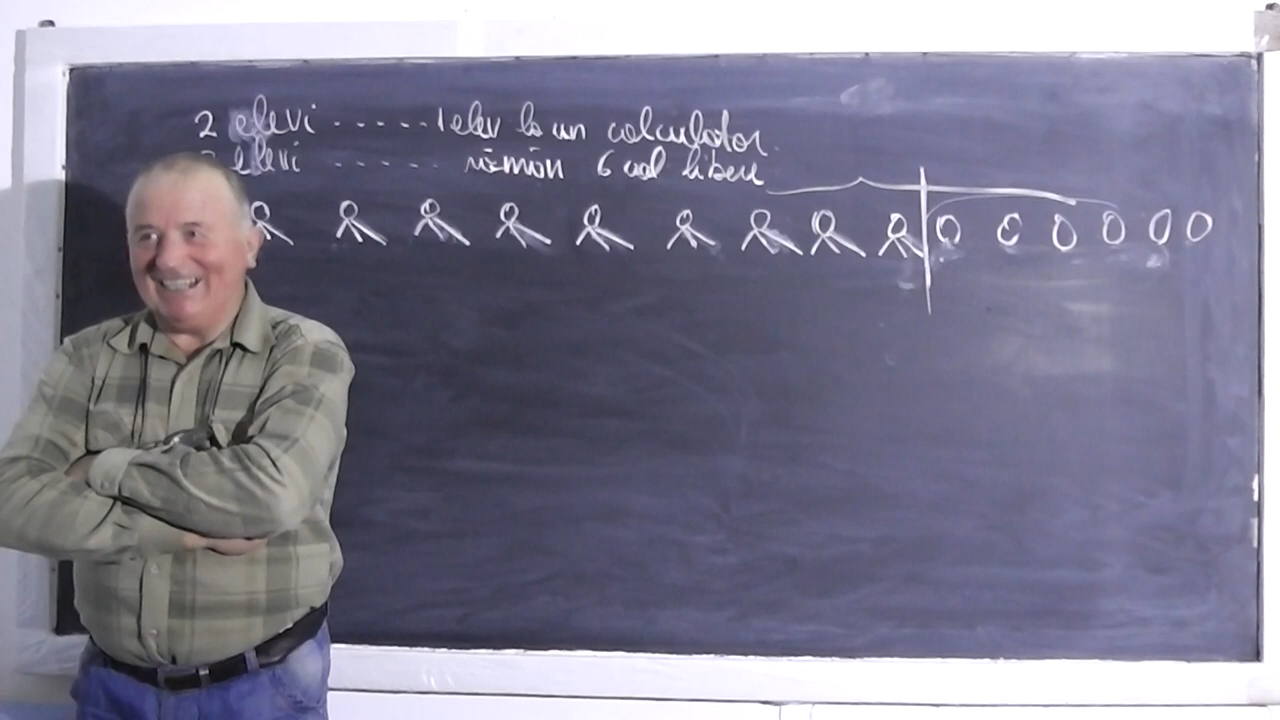 2 elevi ..... 1 elev la un calculator.
elevi ...... rămân 6 cal libere